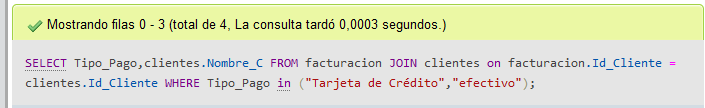 Mostrando filas 0 - 3 (total de 4, La consulta tardó 0,0003 segundos.)
SELECT Tipo_Pago,clientes.Nombre_C FROM facturacion JOIN clientes on facturacion.Id_Cliente =
clientes.Id_Cliente WHERE Tipo_Pago in ("Tarjeta de Crédito","efectivo");